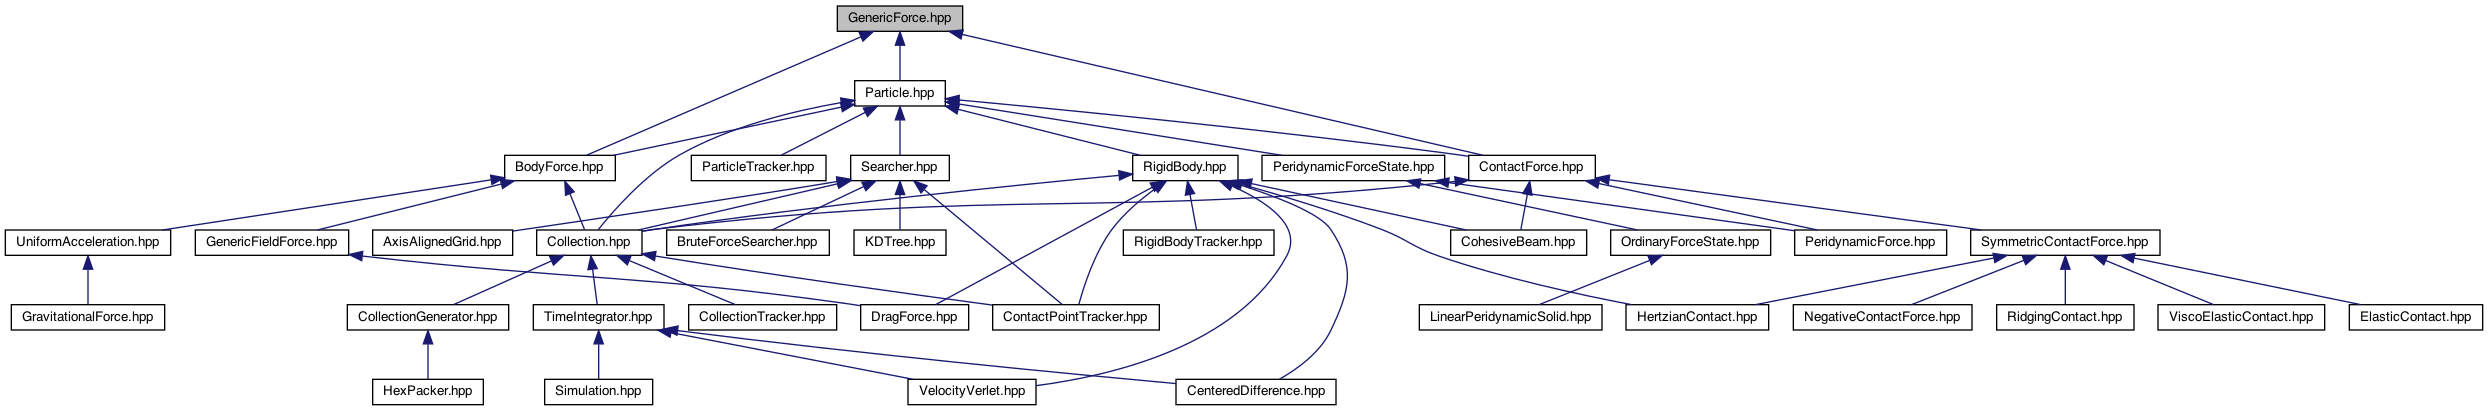 GenericForce.hpp
Particle.hpp
BodyForce.hpp
ParticleTracker.hpp
Searcher.hpp
RigidBody.hpp
PeridynamicForceState.hpp
ContactForce.hpp
UniformAcceleration.hpp
GenericFieldForce.hpp
AxisAlignedGrid.hpp
Collection.hpp
BruteForceSearcher.hpp
KDTree.hpp
RigidBodyTracker.hpp
CohesiveBeam.hpp
OrdinaryForceState.hpp
PeridynamicForce.hpp
SymmetricContactForce.hpp
GravitationalForce.hpp
CollectionGenerator.hpp
TimeIntegrator.hpp
CollectionTracker.hpp
DragForce.hpp
ContactPointTracker.hpp
LinearPeridynamicSolid.hpp
HertzianContact.hpp
NegativeContactForce.hpp
RidgingContact.hpp
ViscoElasticContact.hpp
ElasticContact.hpp
HexPacker.hpp
Simulation.hpp
VelocityVerlet.hpp
CenteredDifference.hpp